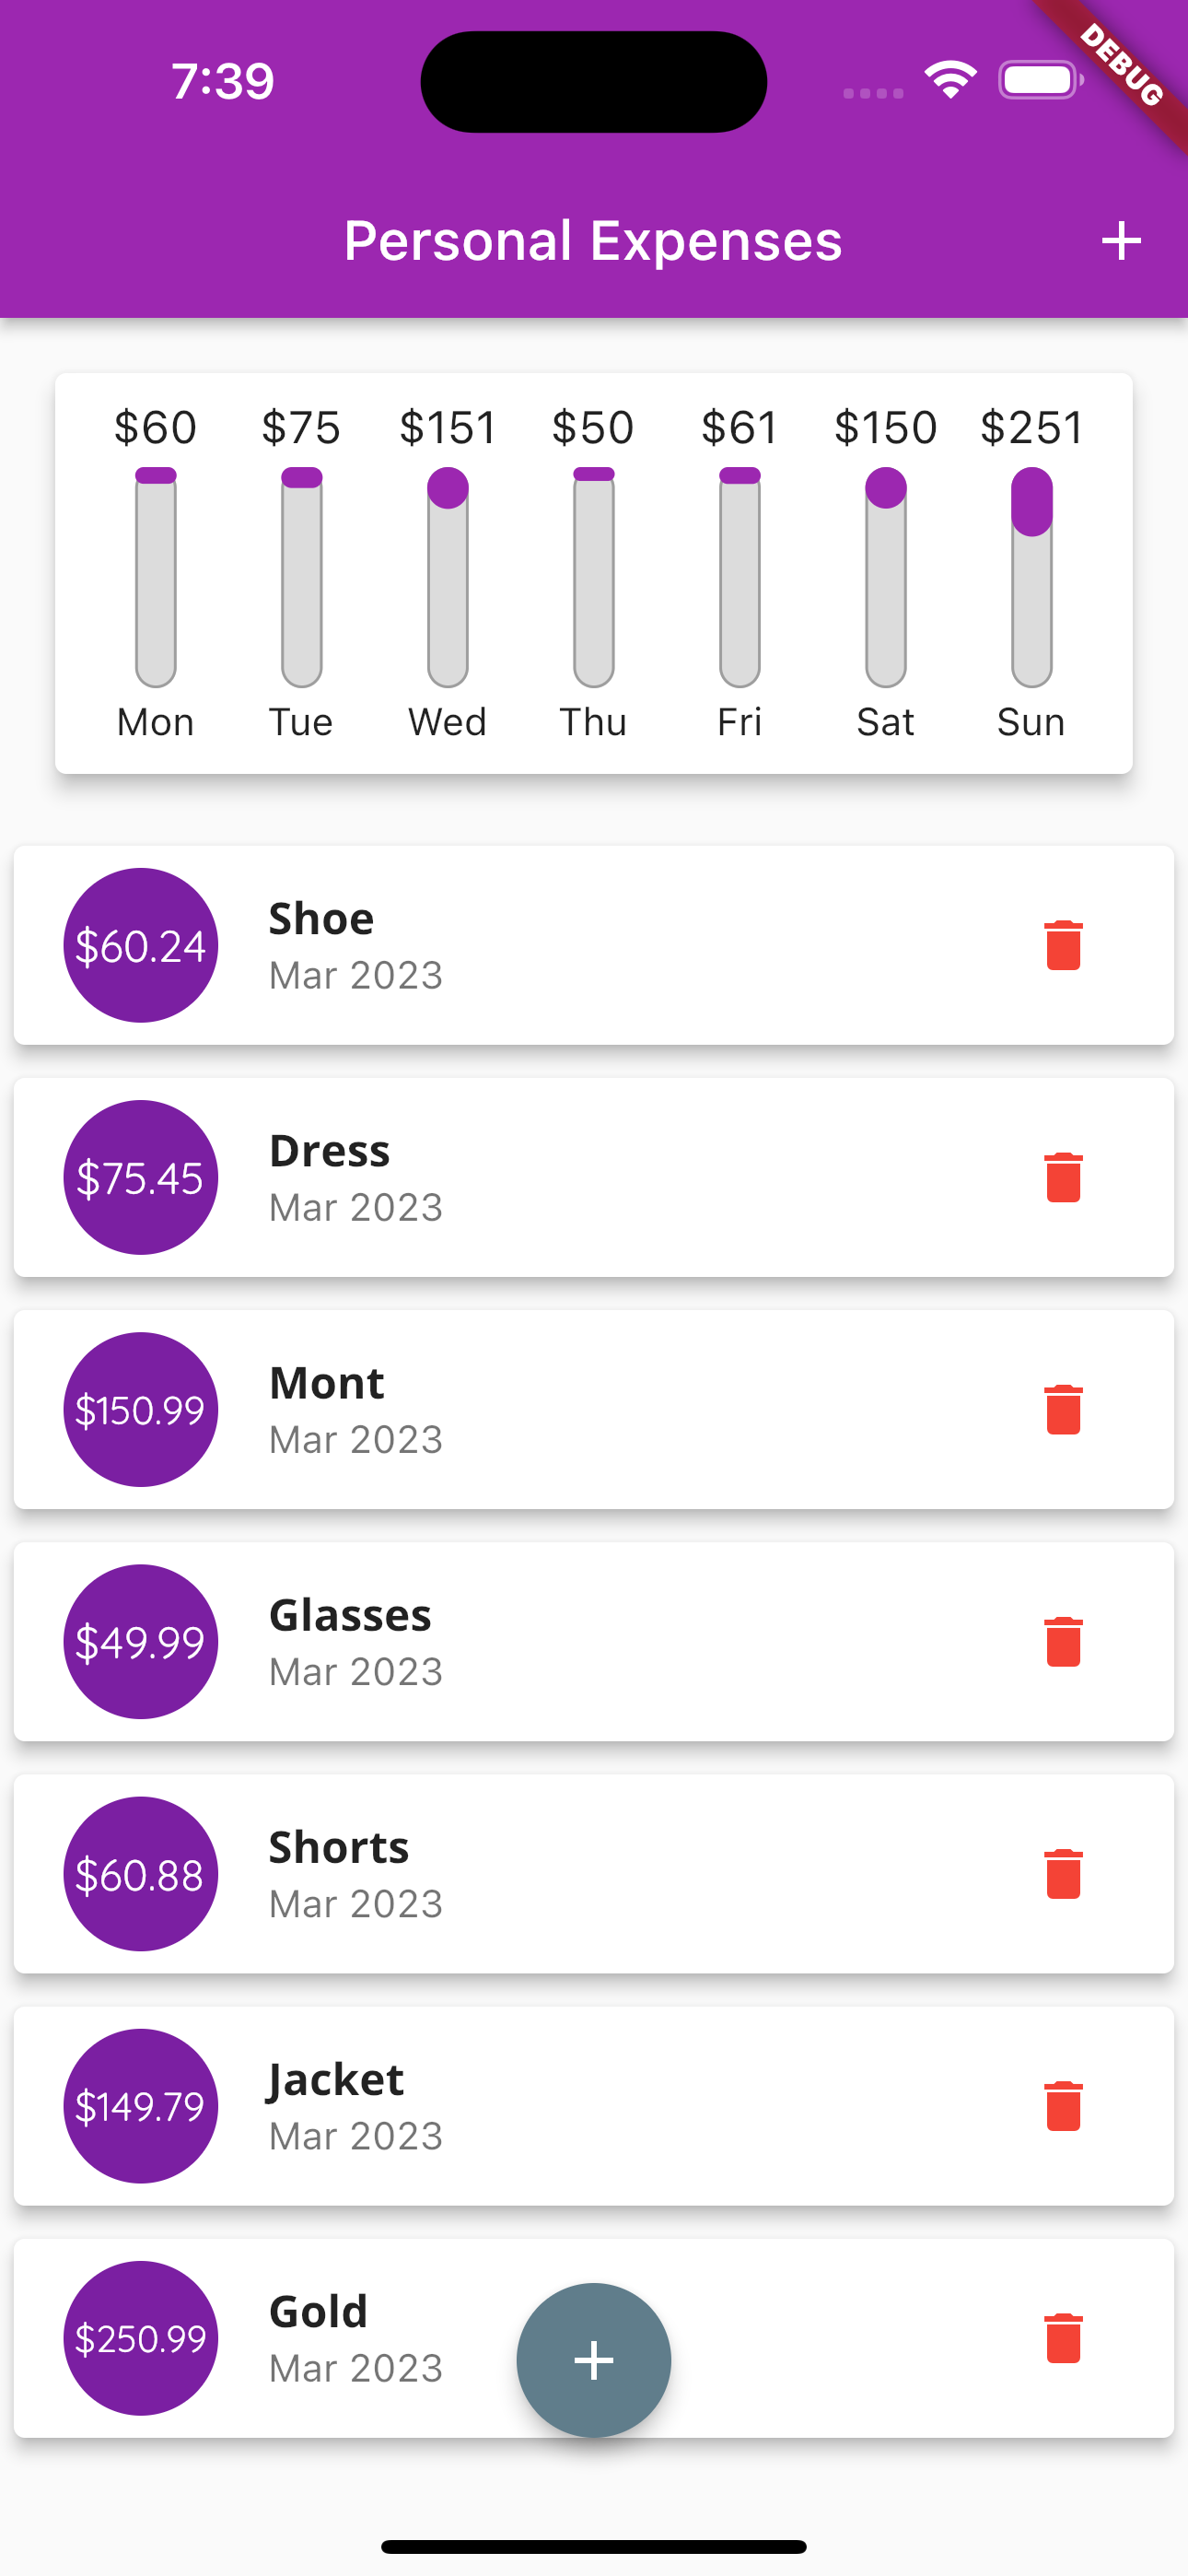 7:39
DEBUG
Personal Expenses
$60 $75 $151 $50 $61 $150 $251
Mon Tue Wed Thu Fri Sat Sun
$60.24
Shoe
Mar 2023
$75.45
Dress
Mar 2023
$150.99
Mont
Mar 2023
$49.99
Glasses
Mar 2023
$60.88
Shorts
Mar 2023
$149.79
Jacket
Mar 2023
$250.99
Gold
Mar 2023